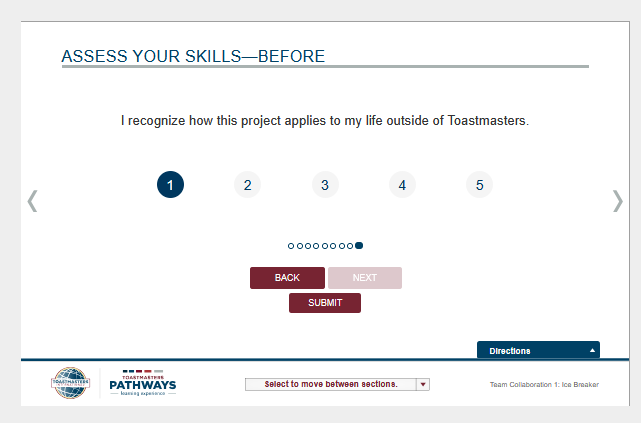 ASSESS YOUR SKILLS—BEFORE
I recognize how this project applies to my life outside of Toastmasters.
1 2 3 4 5
BACK NEXT
SUBMIT
Directions
TOASTMASTERS
INTERNATIONAL
TOASTMASTERS
PATHWAYS
learning experience
Select to move between sections.
Team Collaboration 1: Ice Breaker